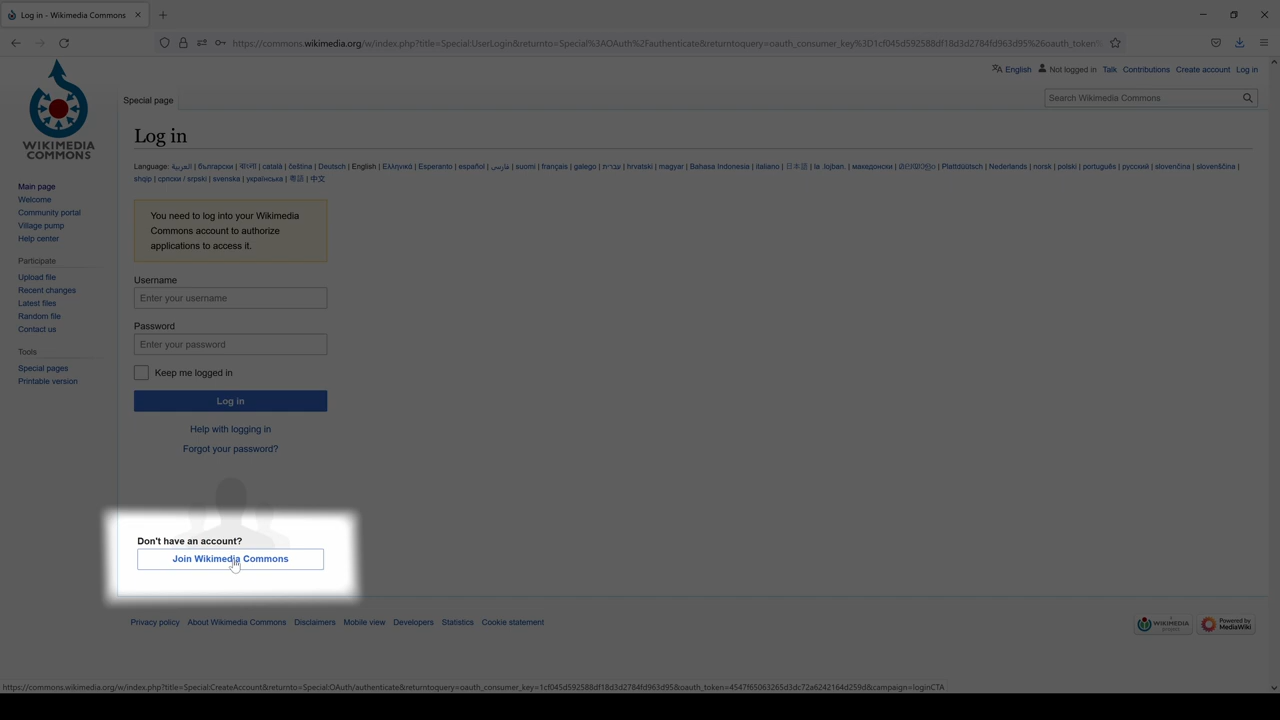 Log in - Wikimedia Commons
https://commons.wikimedia.org/w/index.php?title=Special:UserLogin&returnto=Special%3AOAuth%2Fauthenticate&returntoquery=oauth_consumer_key%3D1cf045d592588df18d3d2784fd963d95%26oauth_token%
English Not logged in Talk Contributions Create account Log in
Special page
Search Wikimedia Commons
WIKIMEDIA
COMMONS
Log in
Language: العربية | български | বাংলা | català | čeština | Deutsch | English | Ελληνικά | Esperanto | español | فارسی | suomi | français | galego | עברית | hrvatski | magyar | Bahasa Indonesia | italiano | 日本語 | la .lojban. | македонски | മലയാളം | Plattdüütsch | Nederlands | norsk | polski | português | русский | slovenčina | slovenščina |
shqip | српски / srpski | svenska | українська | 粵語 | 中文
Main page
Welcome
Community portal
Village pump
Help center
Participate
Upload file
Recent changes
Latest files
Random file
Contact us
Tools
Special pages
Printable version
You need to log into your Wikimedia
Commons account to authorize
applications to access it.
Username
Enter your username
Password
Enter your password
Keep me logged in
Log in
Help with logging in
Forgot your password?
Don't have an account?
Join Wikimedia Commons
Privacy policy About Wikimedia Commons Disclaimers Mobile view Developers Statistics Cookie statement
WIKIMEDIA
project
Powered by
MediaWiki
https://commons.wikimedia.org/w/index.php?title=Special:CreateAccount&returnto=Special:OAuth/authenticate&returntoquery=oauth_consumer_key=1cf045d592588df18d3d2784fd963d95&oauth_token=4547f65063265d3dc72a6242164d259d&campaign=loginCTA